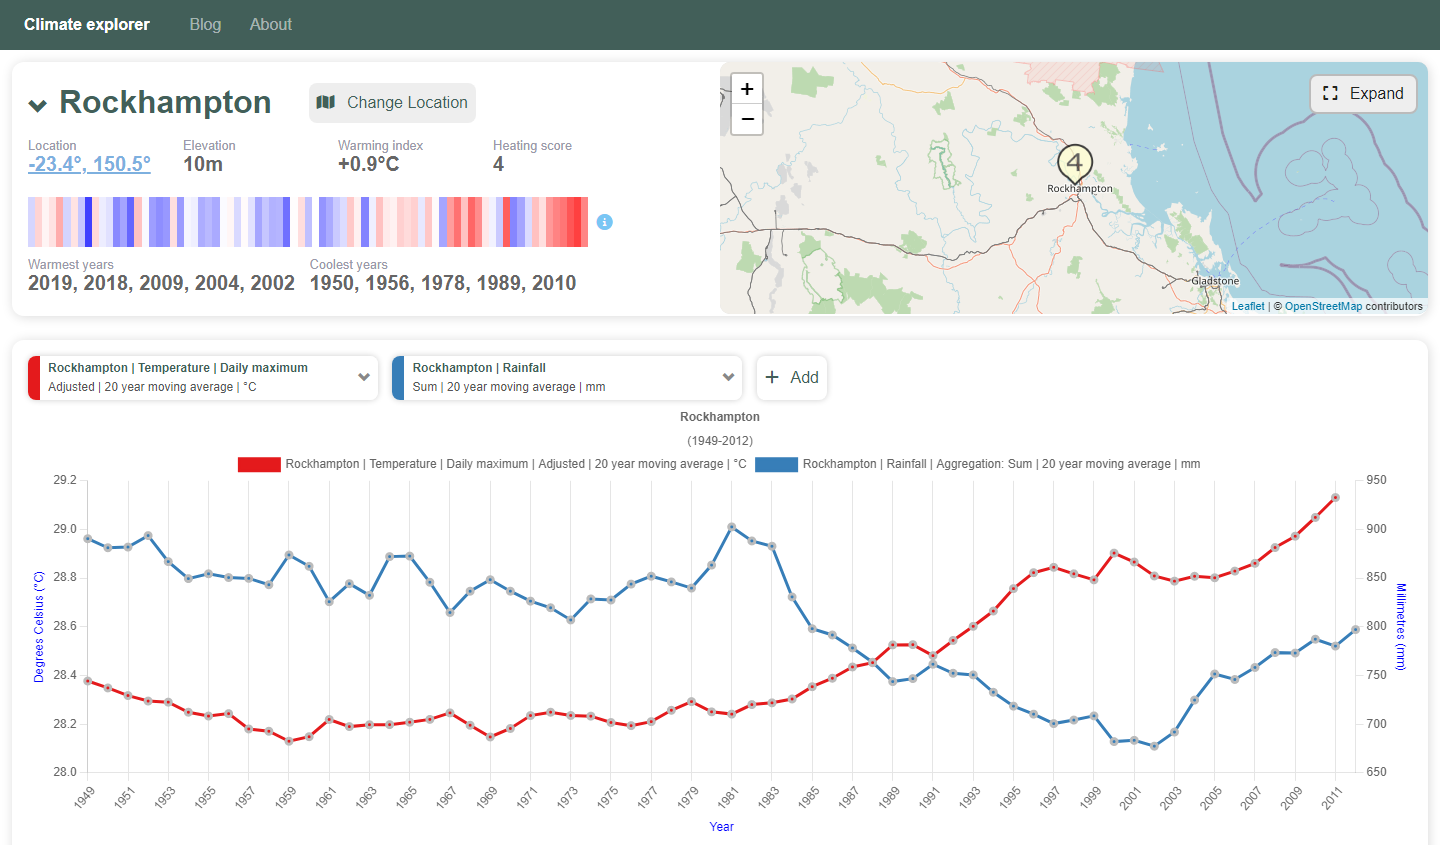 Climate explorer Blog About
Rockhampton
Change Location
Location Elevation Warming index Heating score
-23.4°, 150.5° 10m +0.9°C 4
Warmest years Coolest years
2019, 2018, 2009, 2004, 2002 1950, 1956, 1978, 1989, 2010
+
−
Expand
4
Rockhampton
Gladstone
Leaflet | © OpenStreetMap contributors
Rockhampton | Temperature | Daily maximum
Adjusted | 20 year moving average | °C
Rockhampton | Rainfall
Sum | 20 year moving average | mm
+ Add
Rockhampton
(1949-2012)
Rockhampton | Temperature | Daily maximum | Adjusted | 20 year moving average | °C
Rockhampton | Rainfall | Aggregation: Sum | 20 year moving average | mm
Degrees Celsius (°C)
29.2
29.0
28.8
28.6
28.4
28.2
28.0
950
900
850
800
750
700
650
Millimetres (mm)
1949 1951 1953 1955 1957 1959 1961 1963 1965 1967 1969 1971 1973 1975 1977 1979 1981 1983 1985 1987 1989 1991 1993 1995 1997 1999 2001 2003 2005 2007 2009 2011
Year